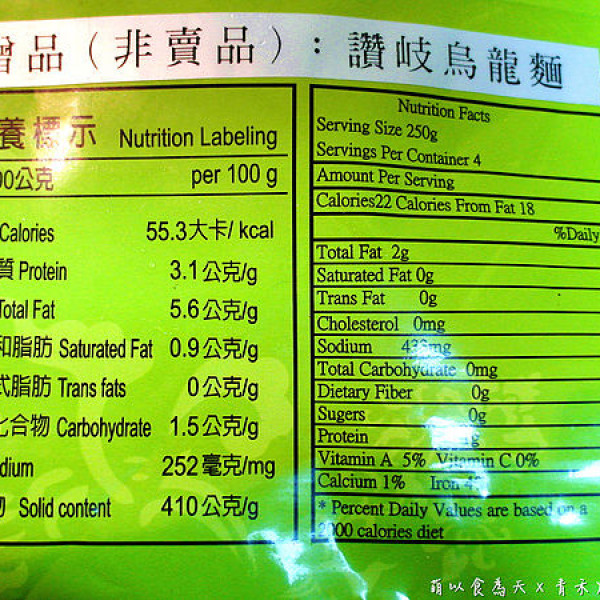 贈品（非賣品）：讚岐烏龍麵
養標示 Nutrition Labeling
00公克 per 100 g
Calories 55.3大卡/ kcal
質 Protein 3.1公克/g
Total Fat 5.6公克/g
和脂肪 Saturated Fat 0.9公克/g
式脂肪 Trans fats 0公克/g
化合物 Carbohydrate 1.5公克/g
dium 252毫克/mg
物 Solid content 410公克/g
Nutrition Facts
Serving Size 250g
Servings Per Container 4
Amount Per Serving
Calories22 Calories From Fat 18
%Daily
Total Fat 2g
Saturated Fat 0g
Trans Fat 0g
Cholesterol 0mg
Sodium
Total Carbohydrate 0mg
Dietary Fiber 0g
Sugers 0g
Protein
Vitamin A 5% Vitamin C 0%
Calcium 1% Iron
* Percent Daily Values are based on a
2000 calories diet
萌以食為天 x 青禾